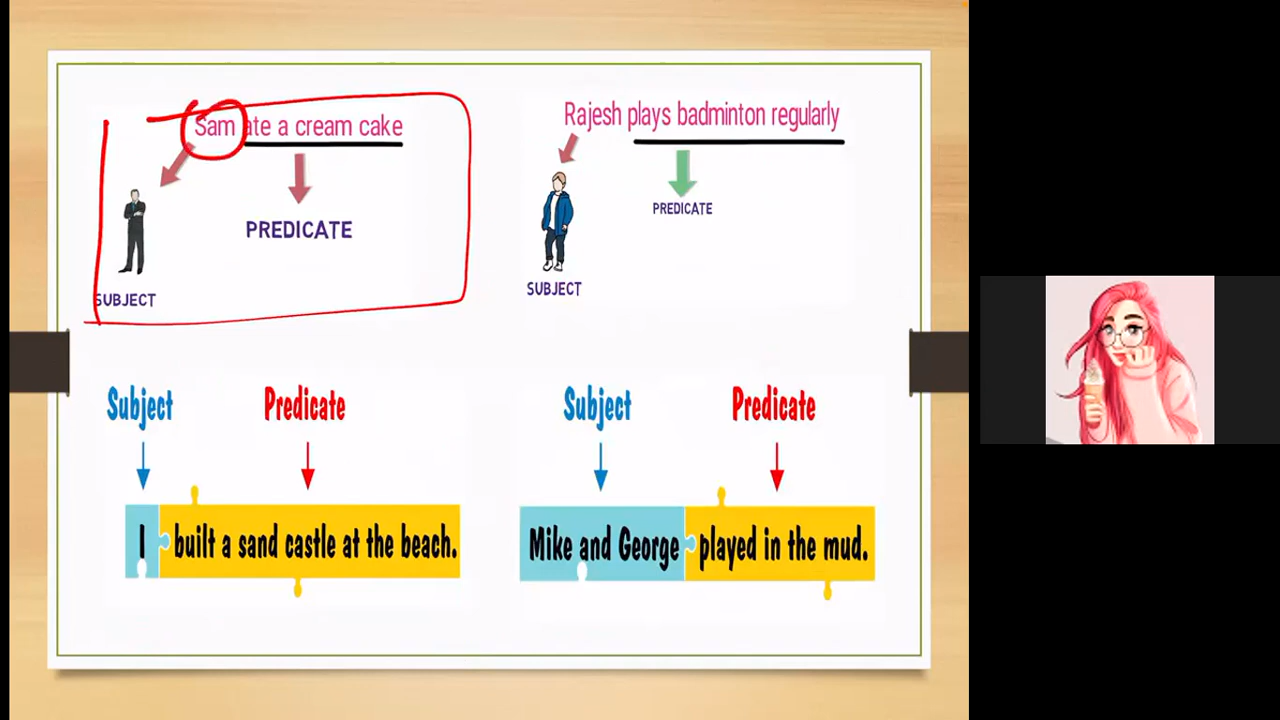 Sam ate a cream cake
PREDICATE
SUBJECT
Rajesh plays badminton regularly
PREDICATE
SUBJECT
Subject Predicate
I built a sand castle at the beach.
Subject Predicate
Mike and George played in the mud.